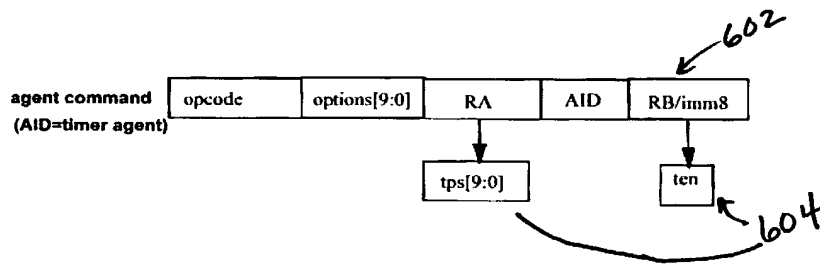 602
agent command
(AID=timer agent)
opcode options[9:0] RA AID RB/imm8
tps[9:0] ten
604